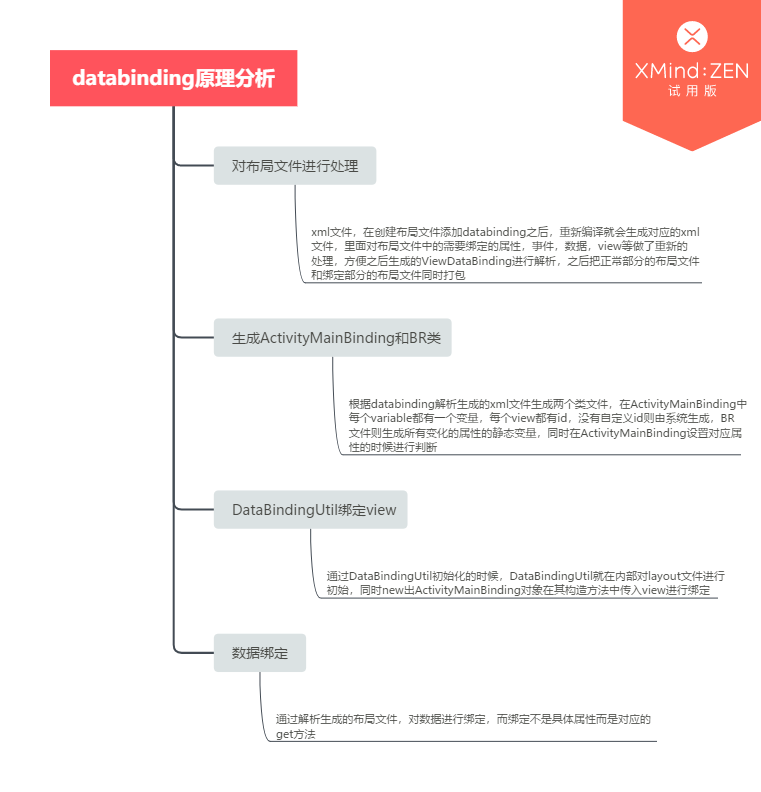 XMind:ZEN
试用版
databinding原理分析
对布局文件进行处理
xml文件，在创建布局文件添加databinding之后，重新编译就会生成对应的xml
文件，里面对布局文件中的需要绑定的属性，事件，数据，view等做了重新的
处理，方便之后生成的ViewDataBinding进行解析，之后把正常部分的布局文件
和绑定部分的布局文件同时打包
生成ActivityMainBinding和BR类
根据databinding解析生成的xml文件生成两个类文件，在ActivityMainBinding中
每个variable都有一个变量，每个view都有id，没有自定义id则由系统生成，BR
文件则生成所有变化的属性的静态变量，同时在ActivityMainBinding设置对应属
性的时候进行判断
DataBindingUtil绑定view
通过DataBindingUtil初始化的时候，DataBindingUtil就在内部对layout文件进行
初始，同时new出ActivityMainBinding对象在其构造方法中传入view进行绑定
数据绑定
通过解析生成的布局文件，对数据进行绑定，而绑定不是具体属性而是对应的
get方法